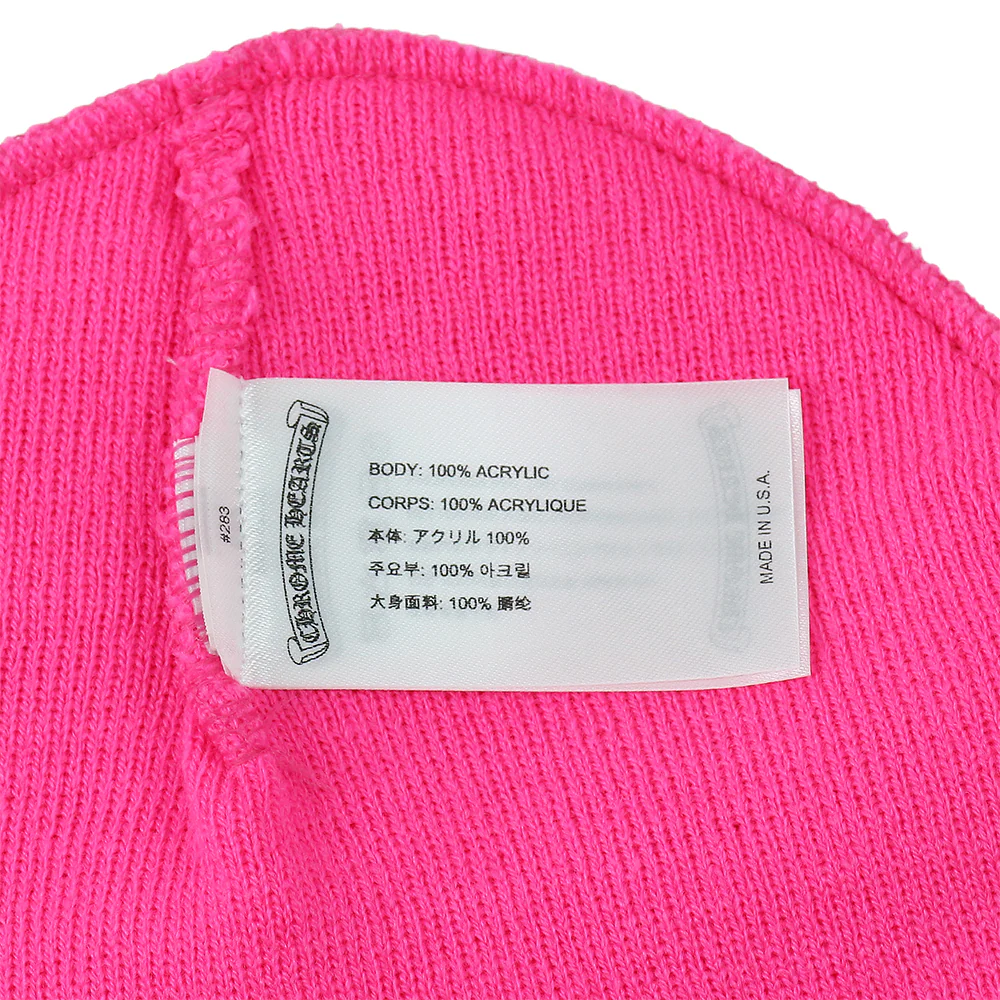 #283
CHROME HEARTS
BODY: 100% ACRYLIC
CORPS: 100% ACRYLIQUE
本体: アクリル 100%
주요부: 100% 아크릴
大身面料: 100% 腈纶
MADE IN U.S.A.